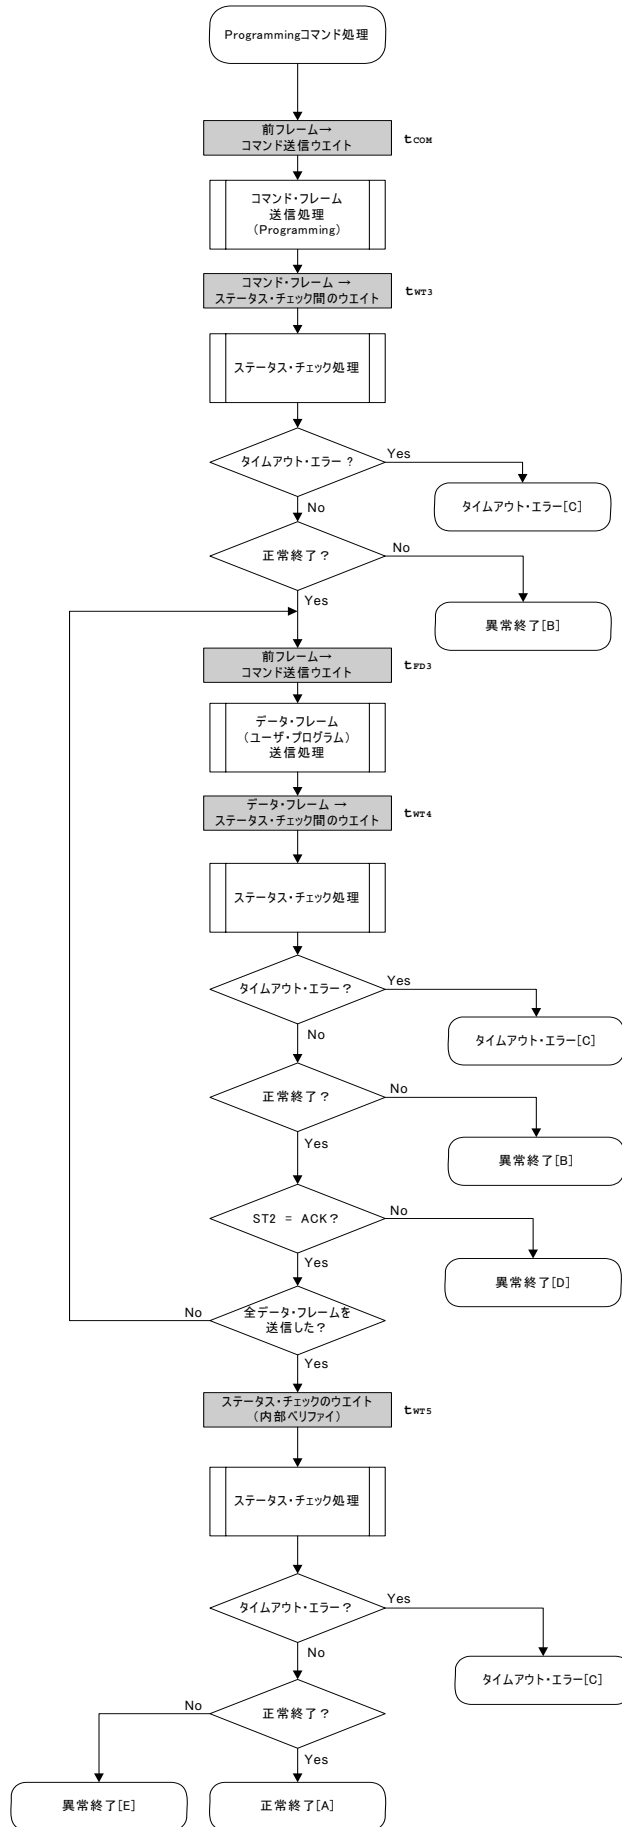 Programmingコマンド処理
前フレーム→
コマンド送信ウエイト
tCOM
コマンド・フレーム
送信処理
(Programming)
コマンド・フレーム →
ステータス・チェック間のウエイト
tWT3
ステータス・チェック処理
タイムアウト・エラー ?
Yes
タイムアウト・エラー[C]
No
正常終了?
No
異常終了[B]
Yes
前フレーム→
コマンド送信ウエイト
tFD3
データ・フレーム
(ユーザ・プログラム)
送信処理
データ・フレーム →
ステータス・チェック間のウエイト
tWT4
ステータス・チェック処理
タイムアウト・エラー?
Yes
タイムアウト・エラー[C]
No
正常終了?
No
異常終了[B]
Yes
ST2 = ACK?
No
異常終了[D]
Yes
全データ・フレームを
送信した?
No
Yes
ステータス・チェックのウエイト
(内部ベリファイ)
tWT5
ステータス・チェック処理
タイムアウト・エラー?
Yes
タイムアウト・エラー[C]
No
正常終了?
No
Yes
異常終了[E]
正常終了[A]